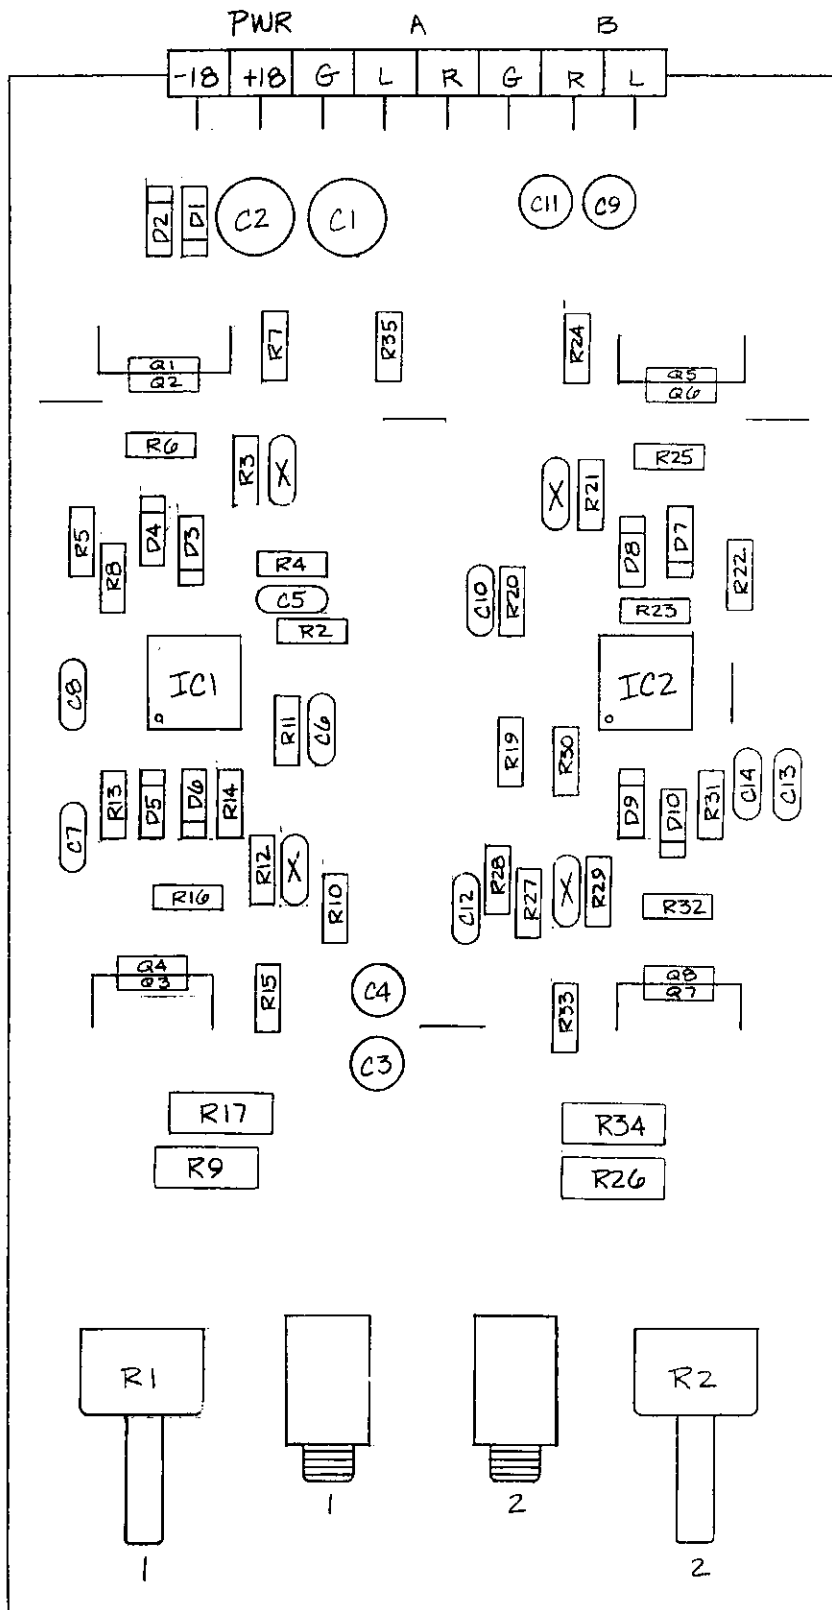 PWR A B
-18 +18 G L R G R L
D2 D1 C2 C1 C11 C9
R7 R35 R24
Q1 Q5
Q2 Q6
R6 R3 X X R21 R25
R5 R8 D4 D3 D8 D7 R22
R4
C5 C10 R20 R23
R2
C8 IC1 IC2
R11 C6 R19 R30
R13 D5 D6 R14 D9 D10 R31 C14 C13
C7 R12 X R10 C12 R28 R27 X R29
R16 R32
Q4 Q8
Q3 R15 C4 R33 Q7
C3
R17 R34
R9 R26
R1 R2
1 2
1 2